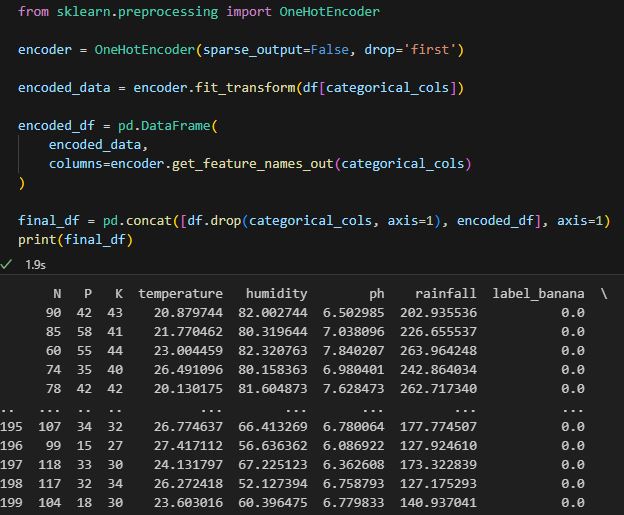 from sklearn.preprocessing import OneHotEncoder
encoder = OneHotEncoder(sparse_output=False, drop='first')
encoded_data = encoder.fit_transform(df[categorical_cols])
encoded_df = pd.DataFrame(
    encoded_data,
    columns=encoder.get_feature_names_out(categorical_cols)
)
final_df = pd.concat([df.drop(categorical_cols, axis=1), encoded_df], axis=1)
print(final_df)
✓ 1.9s
N P K temperature humidity ph rainfall label_banana \
90 42 43 20.879744 82.002744 6.502985 202.935536 0.0
85 58 41 21.770462 80.319644 7.038096 226.655537 0.0
60 55 44 23.004459 82.320763 7.840207 263.964248 0.0
74 35 40 26.491096 80.158363 6.980401 242.864034 0.0
78 42 42 20.130175 81.604873 7.628473 262.717340 0.0
.. ... .. .. ... ... ... ... ...
195 107 34 32 26.774637 66.413269 6.780064 177.774507 0.0
196 99 15 27 27.417112 56.636362 6.086922 127.924610 0.0
197 118 33 30 24.131797 67.225123 6.362608 173.322839 0.0
198 117 32 34 26.272418 52.127394 6.758793 127.175293 0.0
199 104 18 30 23.603016 60.396475 6.779833 140.937041 0.0